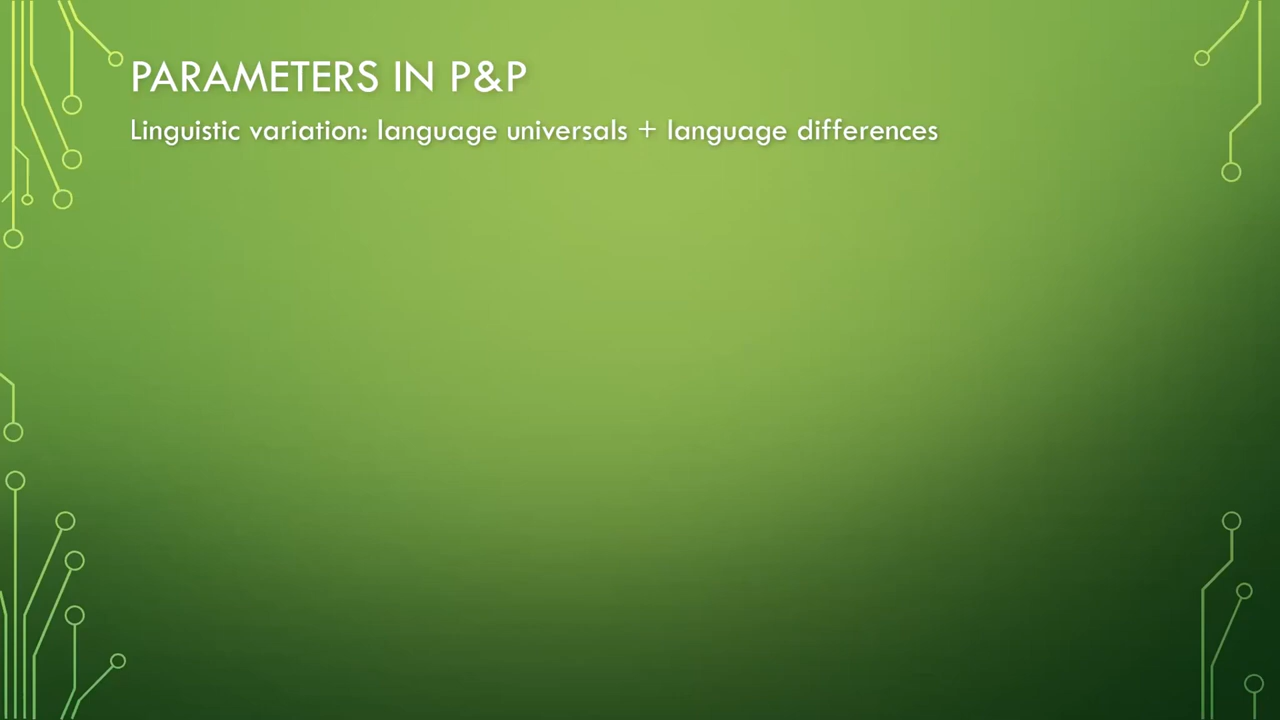 PARAMETERS IN P&P
Linguistic variation: language universals + language differences